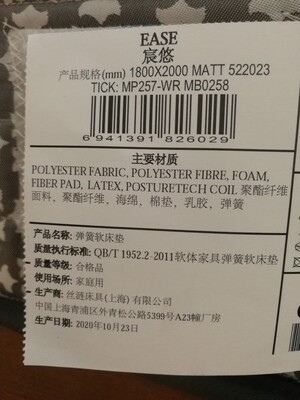 EASE
宸悠
产品规格(mm) 1800X2000 MATT 522023
TICK: MP257-WR MB0258
6 941391 826029
主要材质
POLYESTER FABRIC, POLYESTER FIBRE, FOAM,
FIBER PAD, LATEX, POSTURETECH COIL 聚酯纤维
面料，聚酯纤维，海绵，棉垫，乳胶，弹簧
产品名称: 弹簧软床垫
质量执行标准: QB/T 1952.2-2011软体家具弹簧软床垫
质量等级: 合格品
使用场所: 家庭用
生产商: 丝涟床具(上海) 有限公司
中国上海青浦区外青松公路5399号A23幢厂房
生产日期: 2020年10月23日